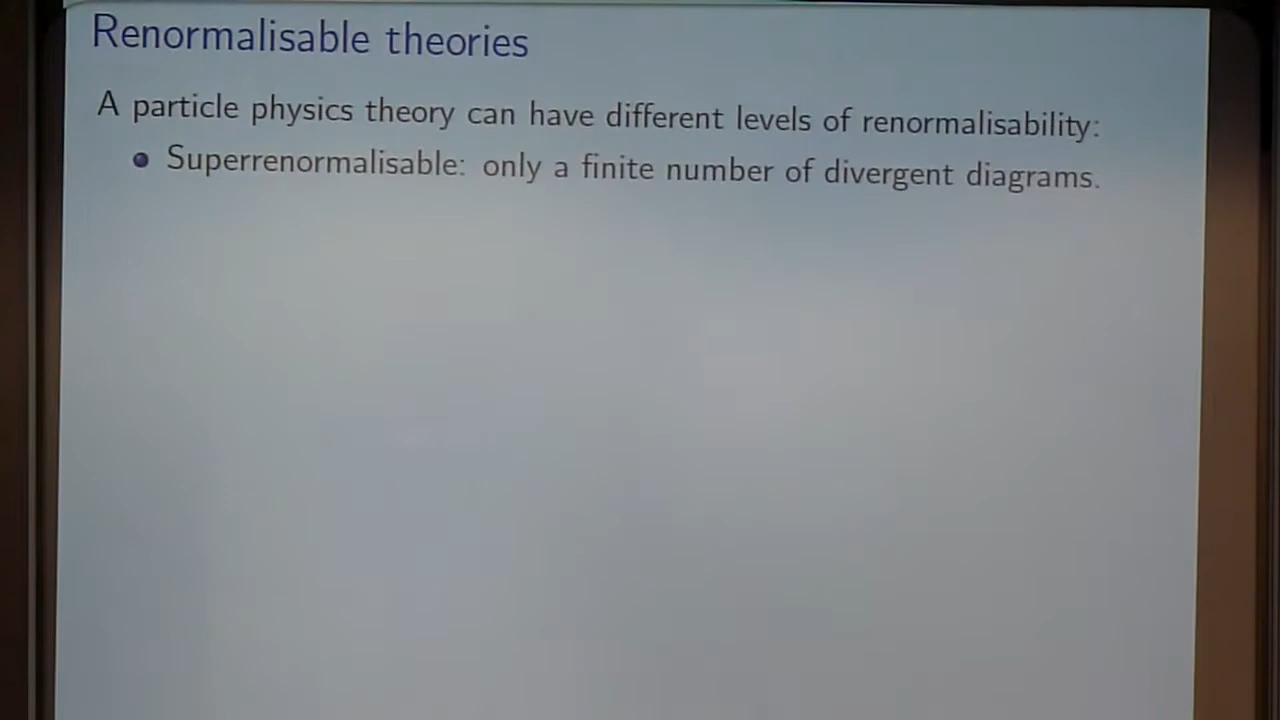 Renormalisable theories
A particle physics theory can have different levels of renormalisability:
Superrenormalisable: only a finite number of divergent diagrams.